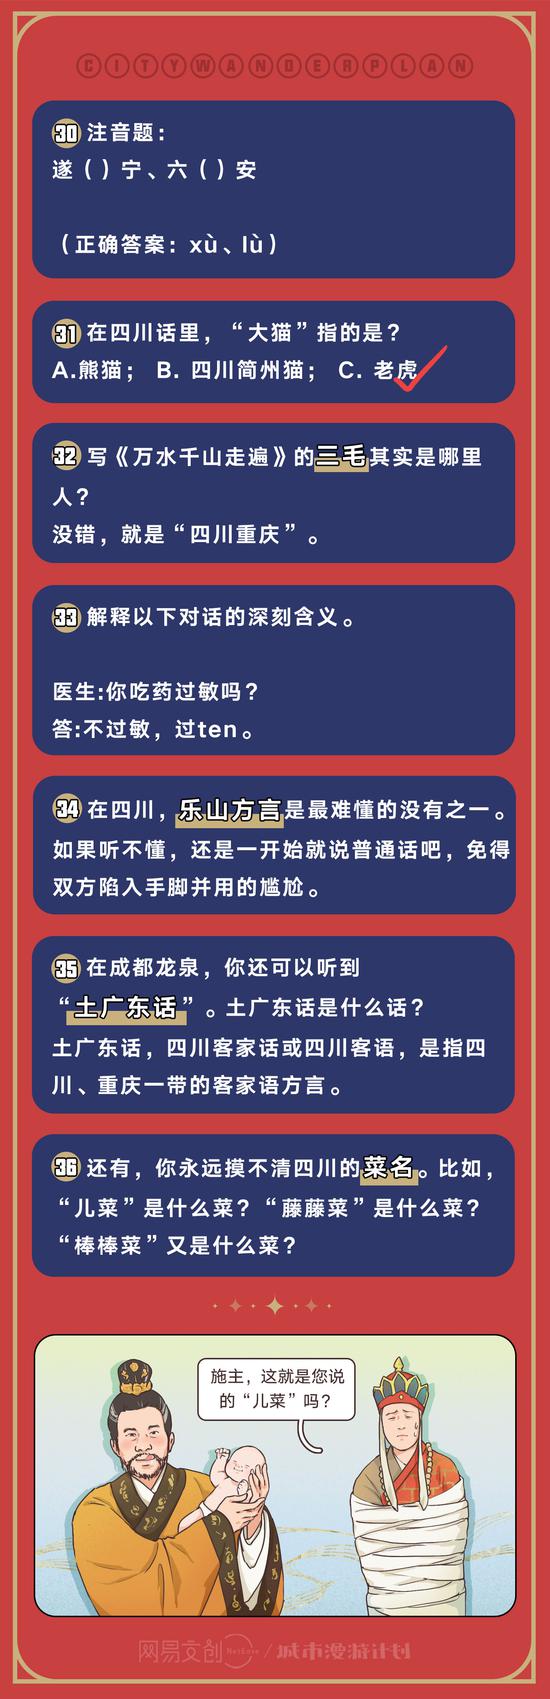 CITYWANDERPLAN
30 注音题：
遂（ ）宁、六（ ）安
（正确答案：xù、lù）
31 在四川话里，“大猫”指的是？
A.熊猫； B. 四川简州猫； C. 老虎
32 写《万水千山走遍》的三毛其实是哪里
人？
没错，就是“四川重庆”。
33 解释以下对话的深刻含义。
医生:你吃药过敏吗？
答:不过敏，过ten。
34 在四川，乐山方言是最难懂的没有之一。
如果听不懂，还是一开始就说普通话吧，免得
双方陷入手脚并用的尴尬。
35 在成都龙泉，你还可以听到
“土广东话”。土广东话是什么话？
土广东话，四川客家话或四川客语，是指四
川、重庆一带的客家语方言。
36 还有，你永远摸不清四川的菜名。比如，
“儿菜”是什么菜？“藤藤菜”是什么菜？
“棒棒菜”又是什么菜？
施主，这就是您说
的“儿菜”吗？
网易文创 NetEase / 城市漫游计划